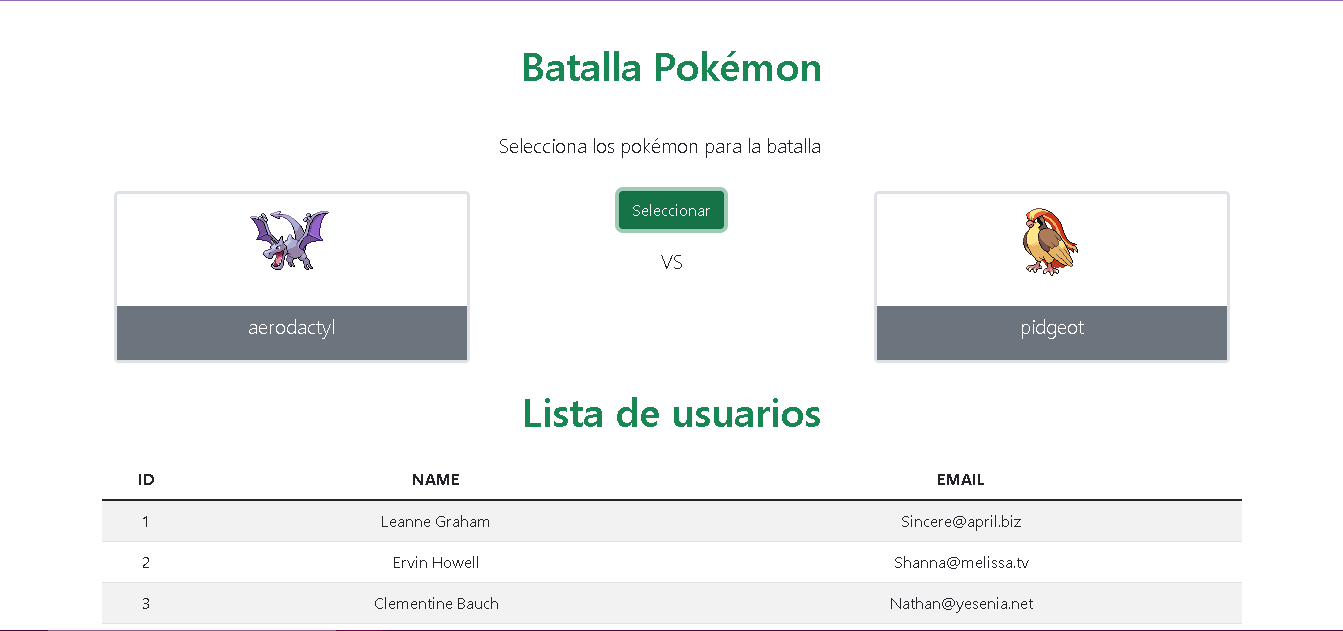 Batalla Pokémon
Selecciona los pokémon para la batalla
Seleccionar
VS
aerodactyl
pidgeot
Lista de usuarios
ID NAME EMAIL
1 Leanne Graham Sincere@april.biz
2 Ervin Howell Shanna@melissa.tv
3 Clementine Bauch Nathan@yesenia.net